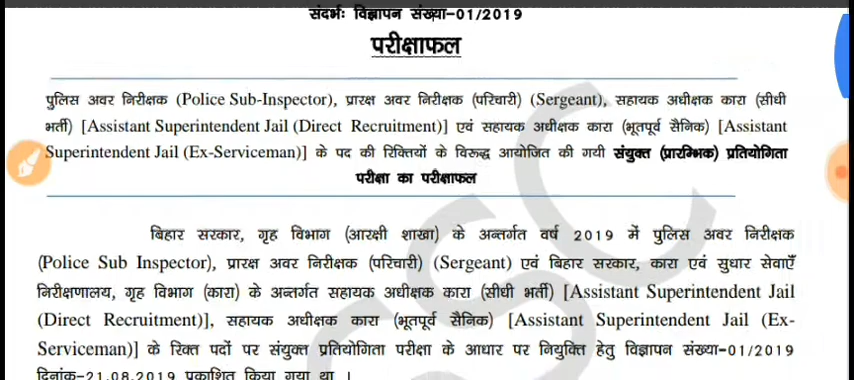 संदर्भः विज्ञापन संख्या-01/2019
परीक्षाफल
पुलिस अवर निरीक्षक (Police Sub-Inspector), प्रारक्ष अवर निरीक्षक (परिचारी) (Sergeant), सहायक अधीक्षक कारा (सीधी
भर्ती) [Assistant Superintendent Jail (Direct Recruitment)] एवं सहायक अधीक्षक कारा (भूतपूर्व सैनिक) [Assistant
Superintendent Jail (Ex-Serviceman)] के पद की रिक्तियों के विरूद्ध आयोजित की गयी संयुक्त (प्रारम्भिक) प्रतियोगिता
परीक्षा का परीक्षाफल
बिहार सरकार, गृह विभाग (आरक्षी शाखा) के अन्तर्गत वर्ष 2019 में पुलिस अवर निरीक्षक
(Police Sub Inspector), प्रारक्ष अवर निरीक्षक (परिचारी) (Sergeant) एवं बिहार सरकार, कारा एवं सुधार सेवाएँ
निरीक्षणालय, गृह विभाग (कारा) के अन्तर्गत सहायक अधीक्षक कारा (सीधी भर्ती) [Assistant Superintendent Jail
(Direct Recruitment)], सहायक अधीक्षक कारा (भूतपूर्व सैनिक) [Assistant Superintendent Jail (Ex-
Serviceman)] के रिक्त पदों पर संयुक्त प्रतियोगिता परीक्षा के आधार पर नियुक्ति हेतु विज्ञापन संख्या-01/2019
दिनांक-21.08.2019 प्रकाशित किया गया था ।